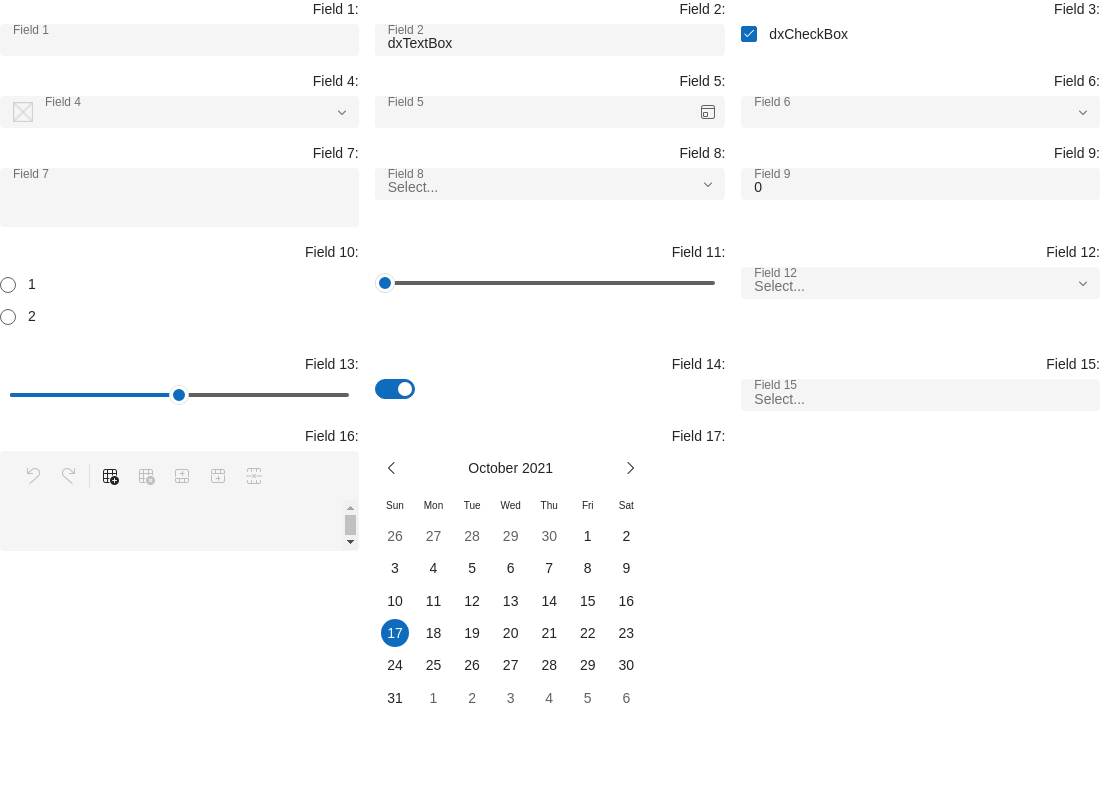 Field 1:
Field 2:
Field 3:
Field 1
Field 2
dxTextBox
dxCheckBox
Field 4:
Field 5:
Field 6:
Field 4
Field 5
Field 6
Field 7:
Field 8:
Field 9:
Field 7
Field 8
Select...
Field 9
0
Field 10:
Field 11:
Field 12:
1
2
Field 12
Select...
Field 13:
Field 14:
Field 15:
Field 15
Select...
Field 16:
Field 17:
October 2021
Sun Mon Tue Wed Thu Fri Sat
26 27 28 29 30 1 2
3 4 5 6 7 8 9
10 11 12 13 14 15 16
17 18 19 20 21 22 23
24 25 26 27 28 29 30
31 1 2 3 4 5 6